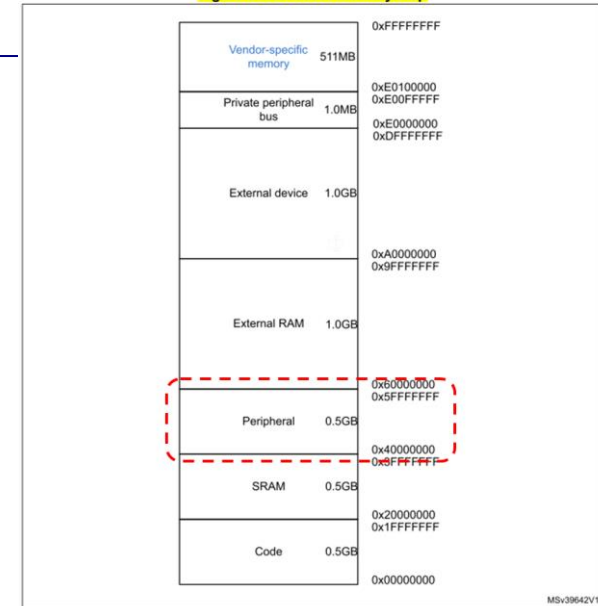 0xFFFFFFFF
Vendor-specific
memory
511MB
0xE0100000
0xE00FFFFF
Private peripheral
bus
1.0MB
0xE0000000
0xDFFFFFFF
External device 1.0GB
0xA0000000
0x9FFFFFFF
External RAM 1.0GB
0x60000000
0x5FFFFFFF
Peripheral 0.5GB
0x40000000
0x3FFFFFFF
SRAM 0.5GB
0x20000000
0x1FFFFFFF
Code 0.5GB
0x00000000
MSv39642V1